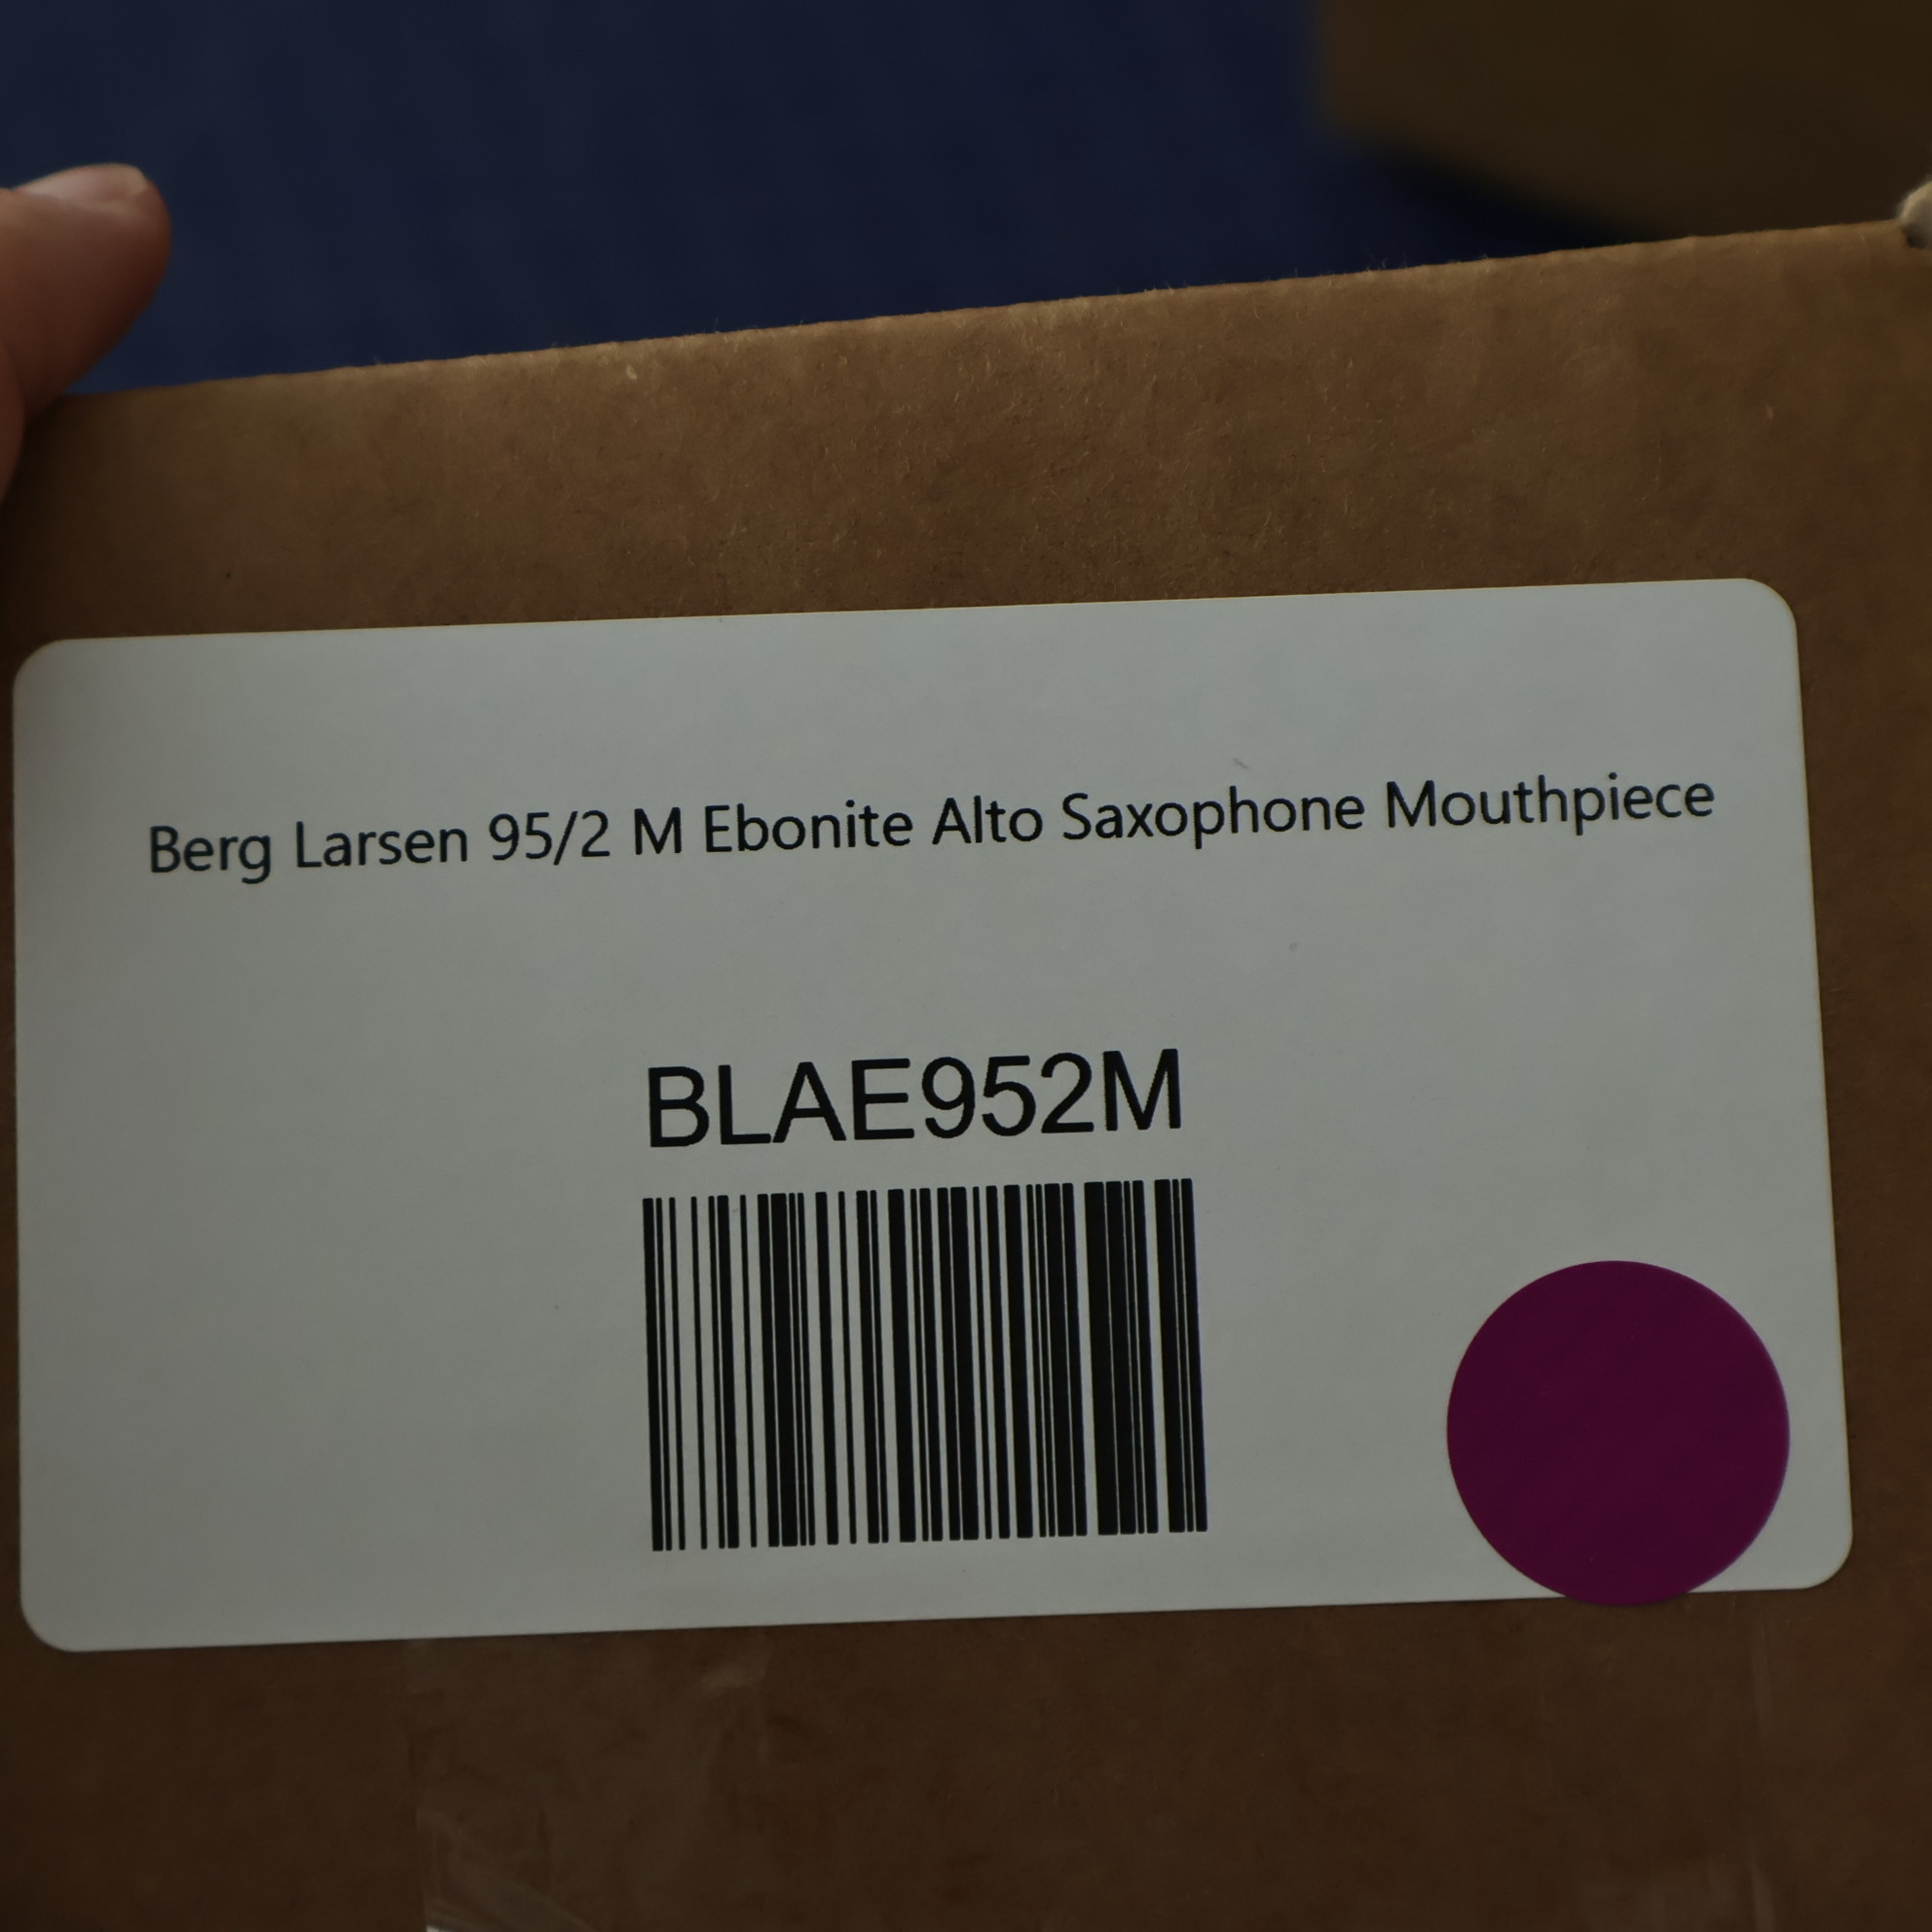 Berg Larsen 95/2 M Ebonite Alto Saxophone Mouthpiece
BLAE952M